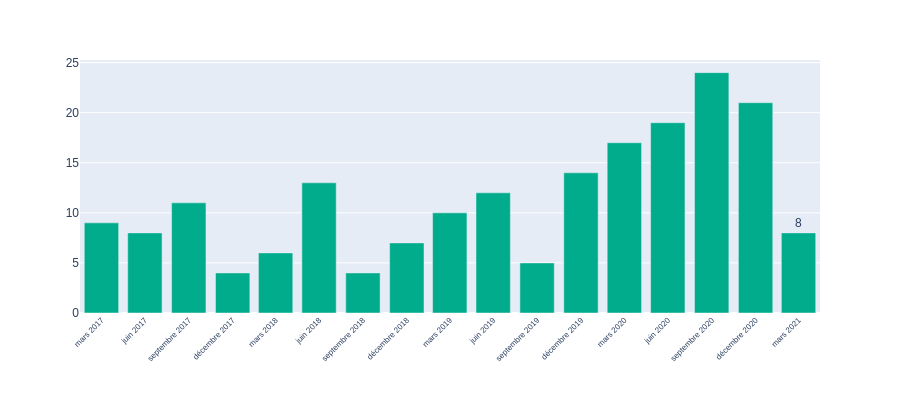 25
20
15
10
5
0
8
mars 2017
juin 2017
septembre 2017
décembre 2017
mars 2018
juin 2018
septembre 2018
décembre 2018
mars 2019
juin 2019
septembre 2019
décembre 2019
mars 2020
juin 2020
septembre 2020
décembre 2020
mars 2021